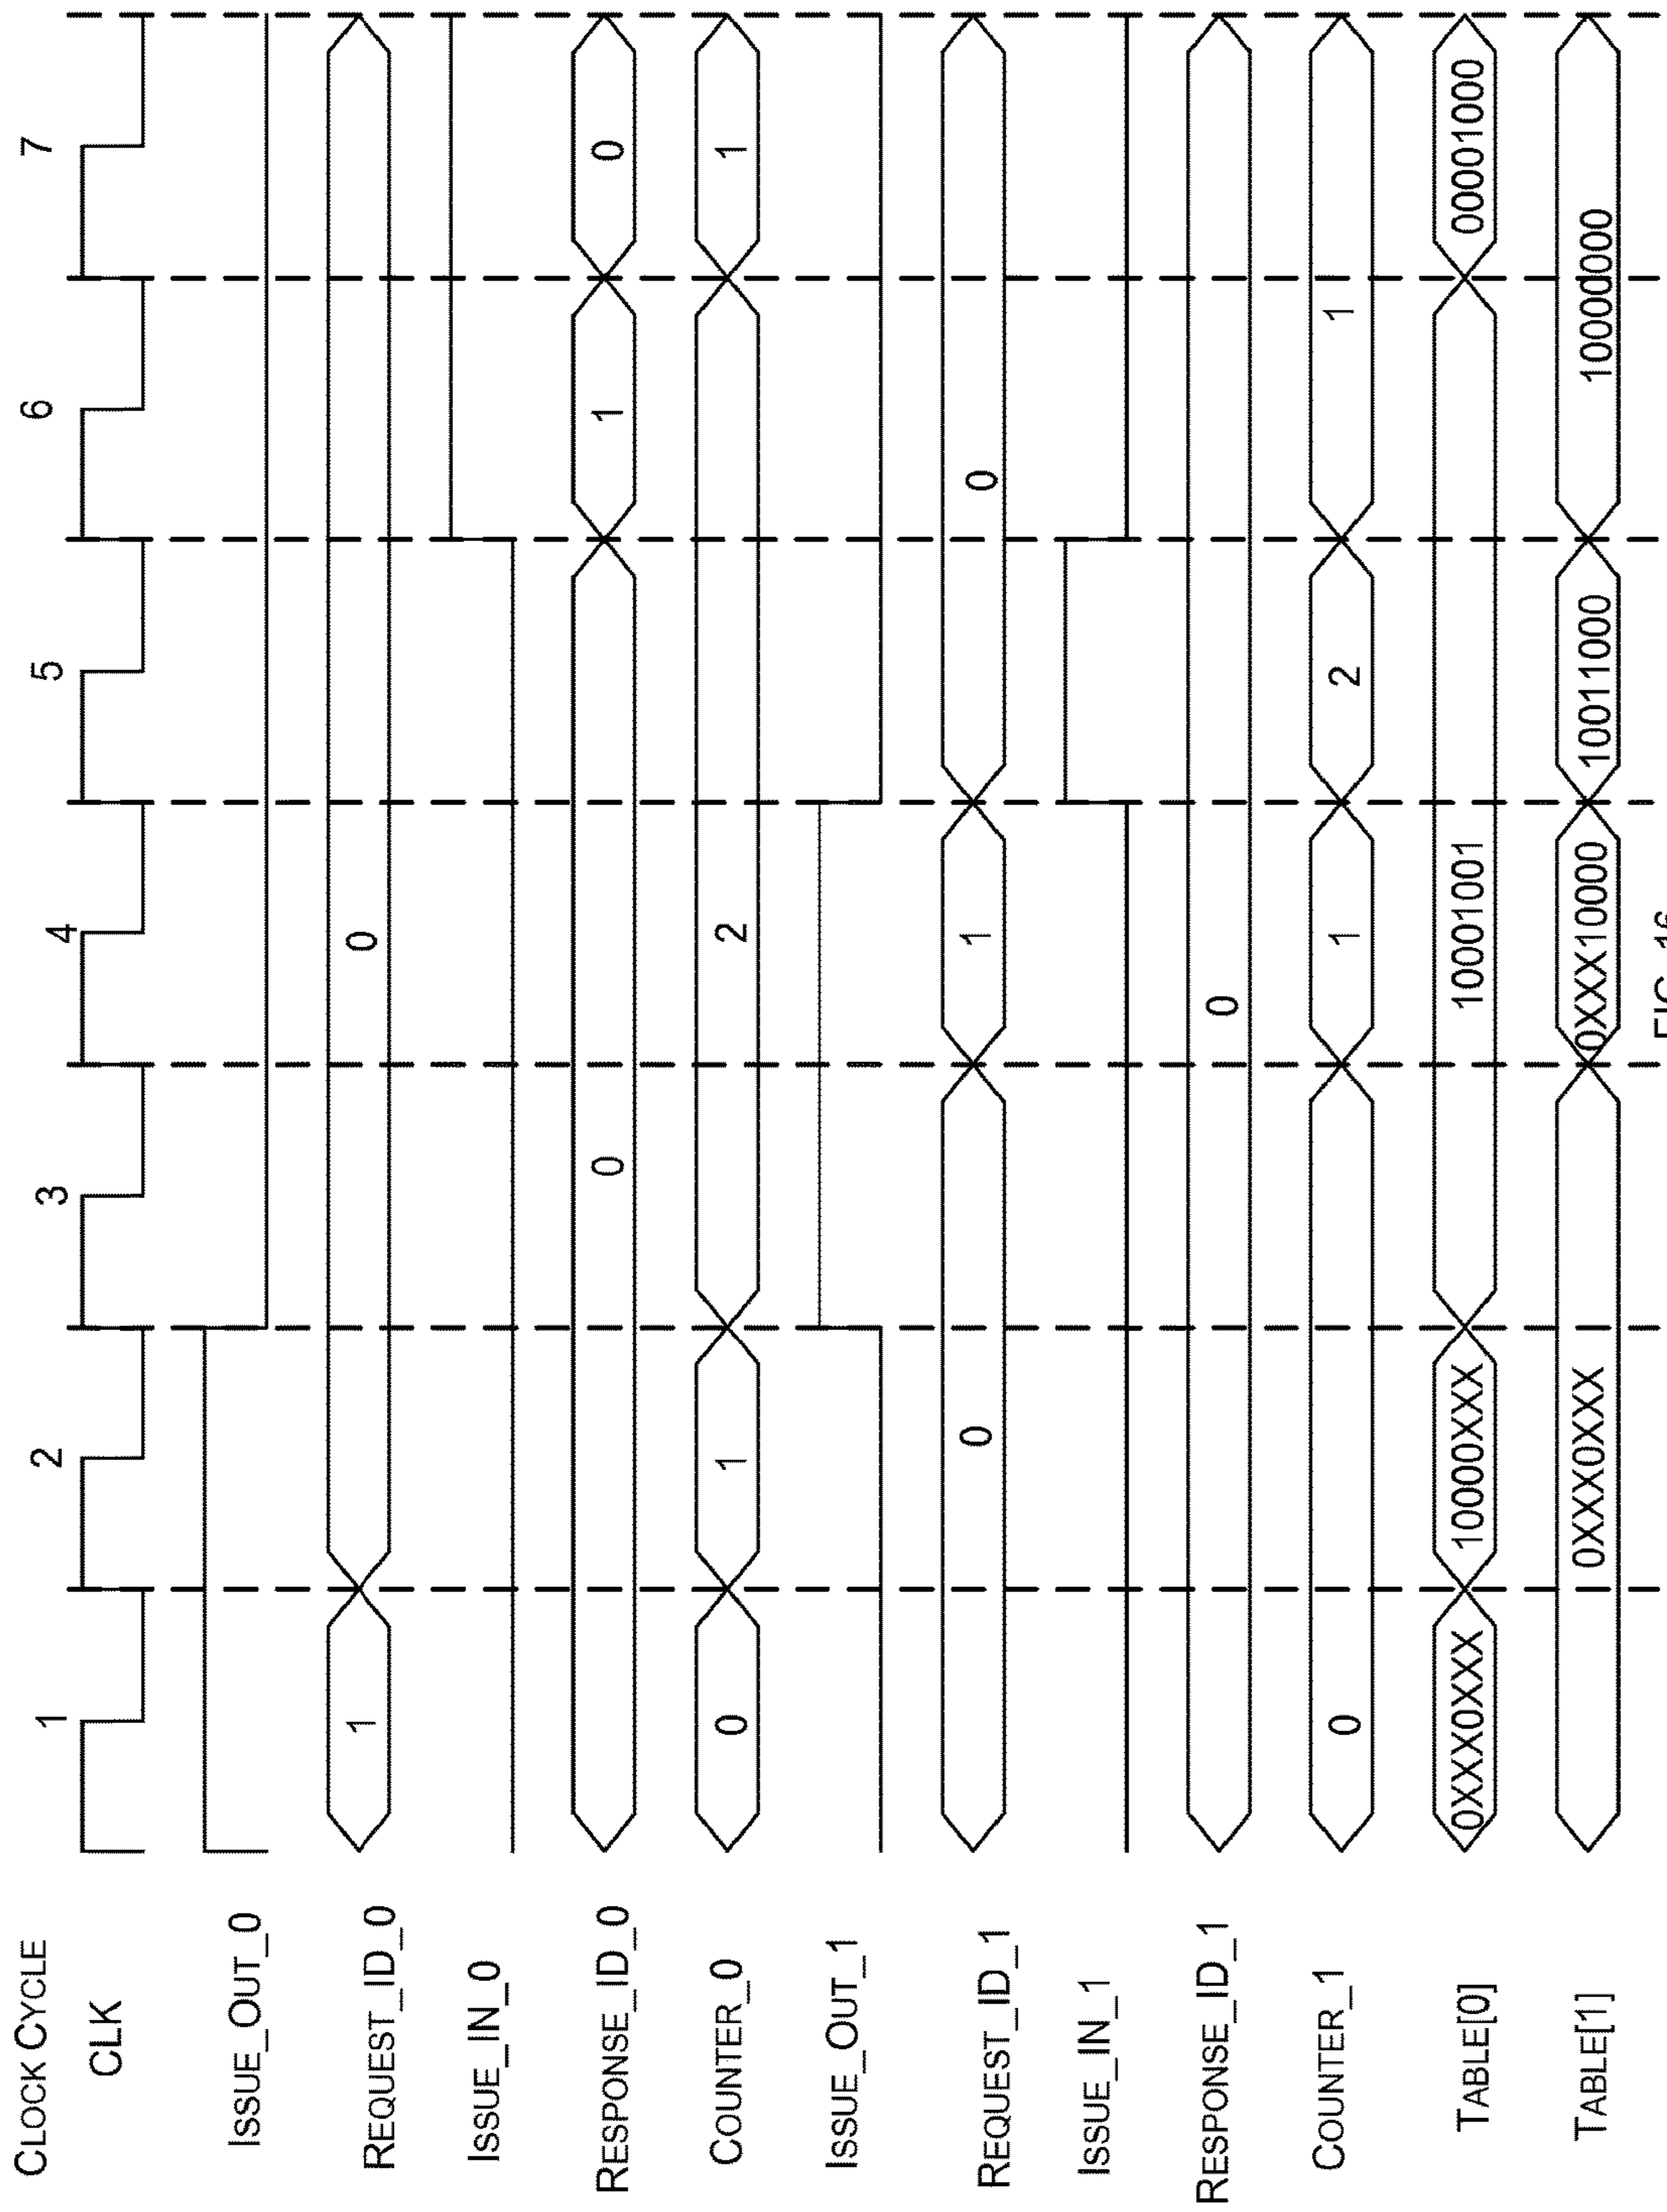 CLOCK CYCLE 1 2 3 4 5 6 7
CLK
ISSUE_OUT_0
REQUEST_ID_0 1 0
ISSUE_IN_0
RESPONSE_ID_0 0 1 0
COUNTER_0 0 1 2 1
ISSUE_OUT_1
REQUEST_ID_1 0 1 0
ISSUE_IN_1
RESPONSE_ID_1 0
COUNTER_1 0 1 2 1
TABLE[0] 0XXX0XXX 10000XXX 10001001 00001000
TABLE[1] 0XXX0XXX 0XXX10000 10011000 10000000
FIG. 16